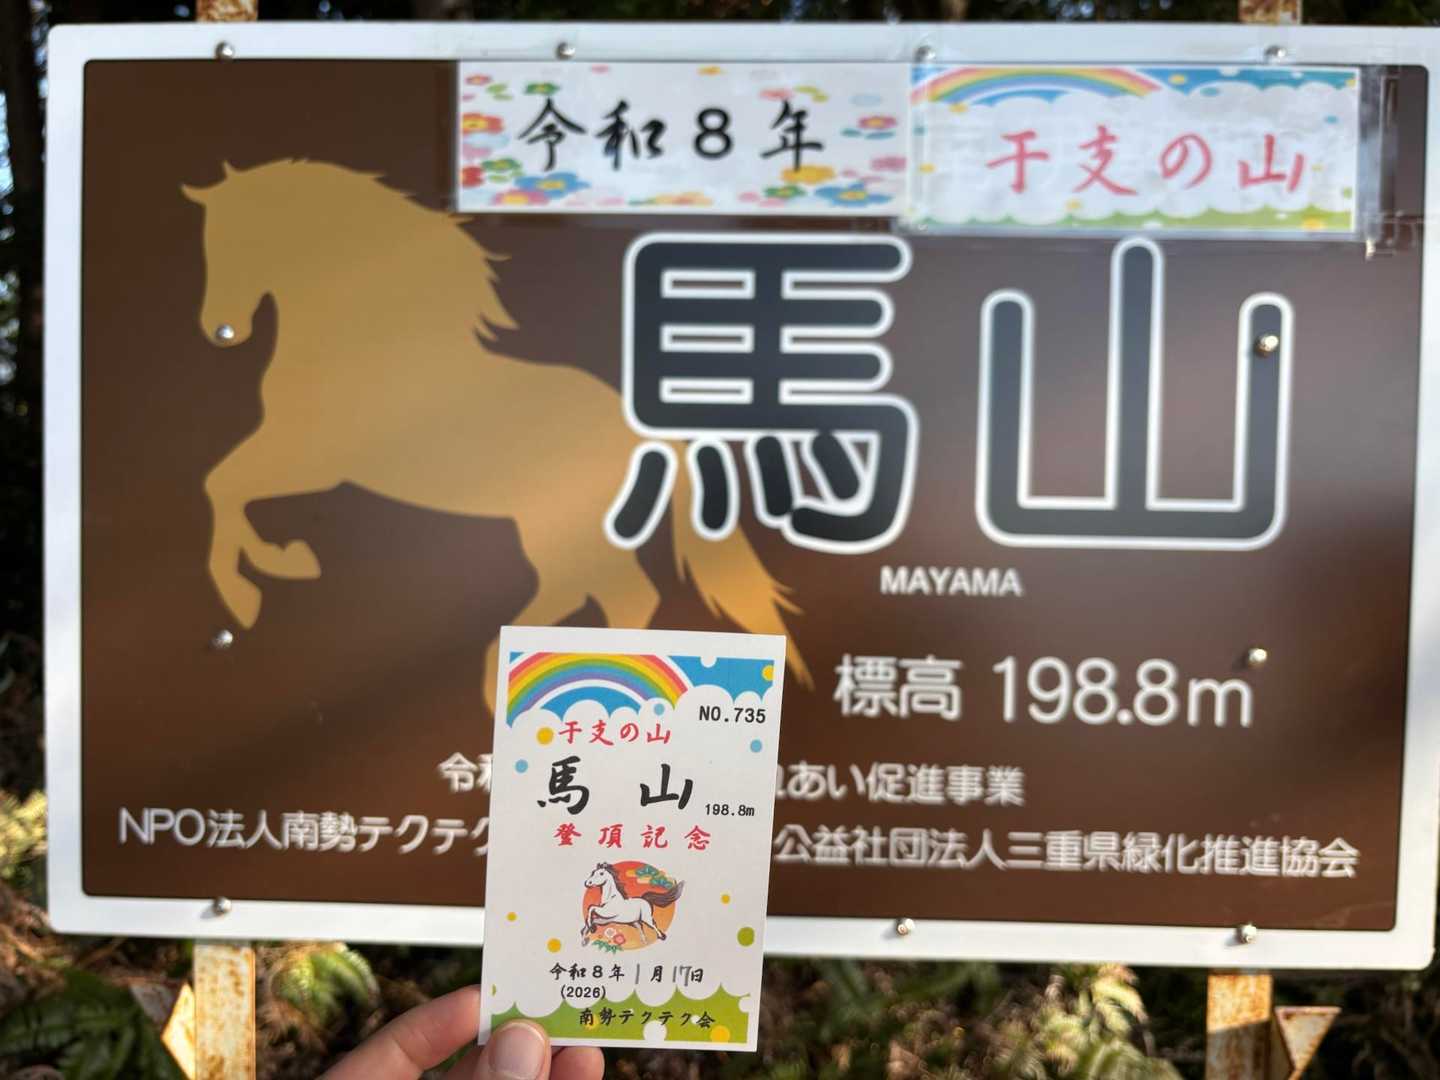 令和8年
干支の山
馬山
MAYAMA
標高 198.8m
あい促進事業
NPO法人南勢テクテク
公益社団法人三重県緑化推進協会
NO.735
干支の山
馬山
198.8m
登頂記念
令和8年1月17日
(2026)
南勢テクテク会